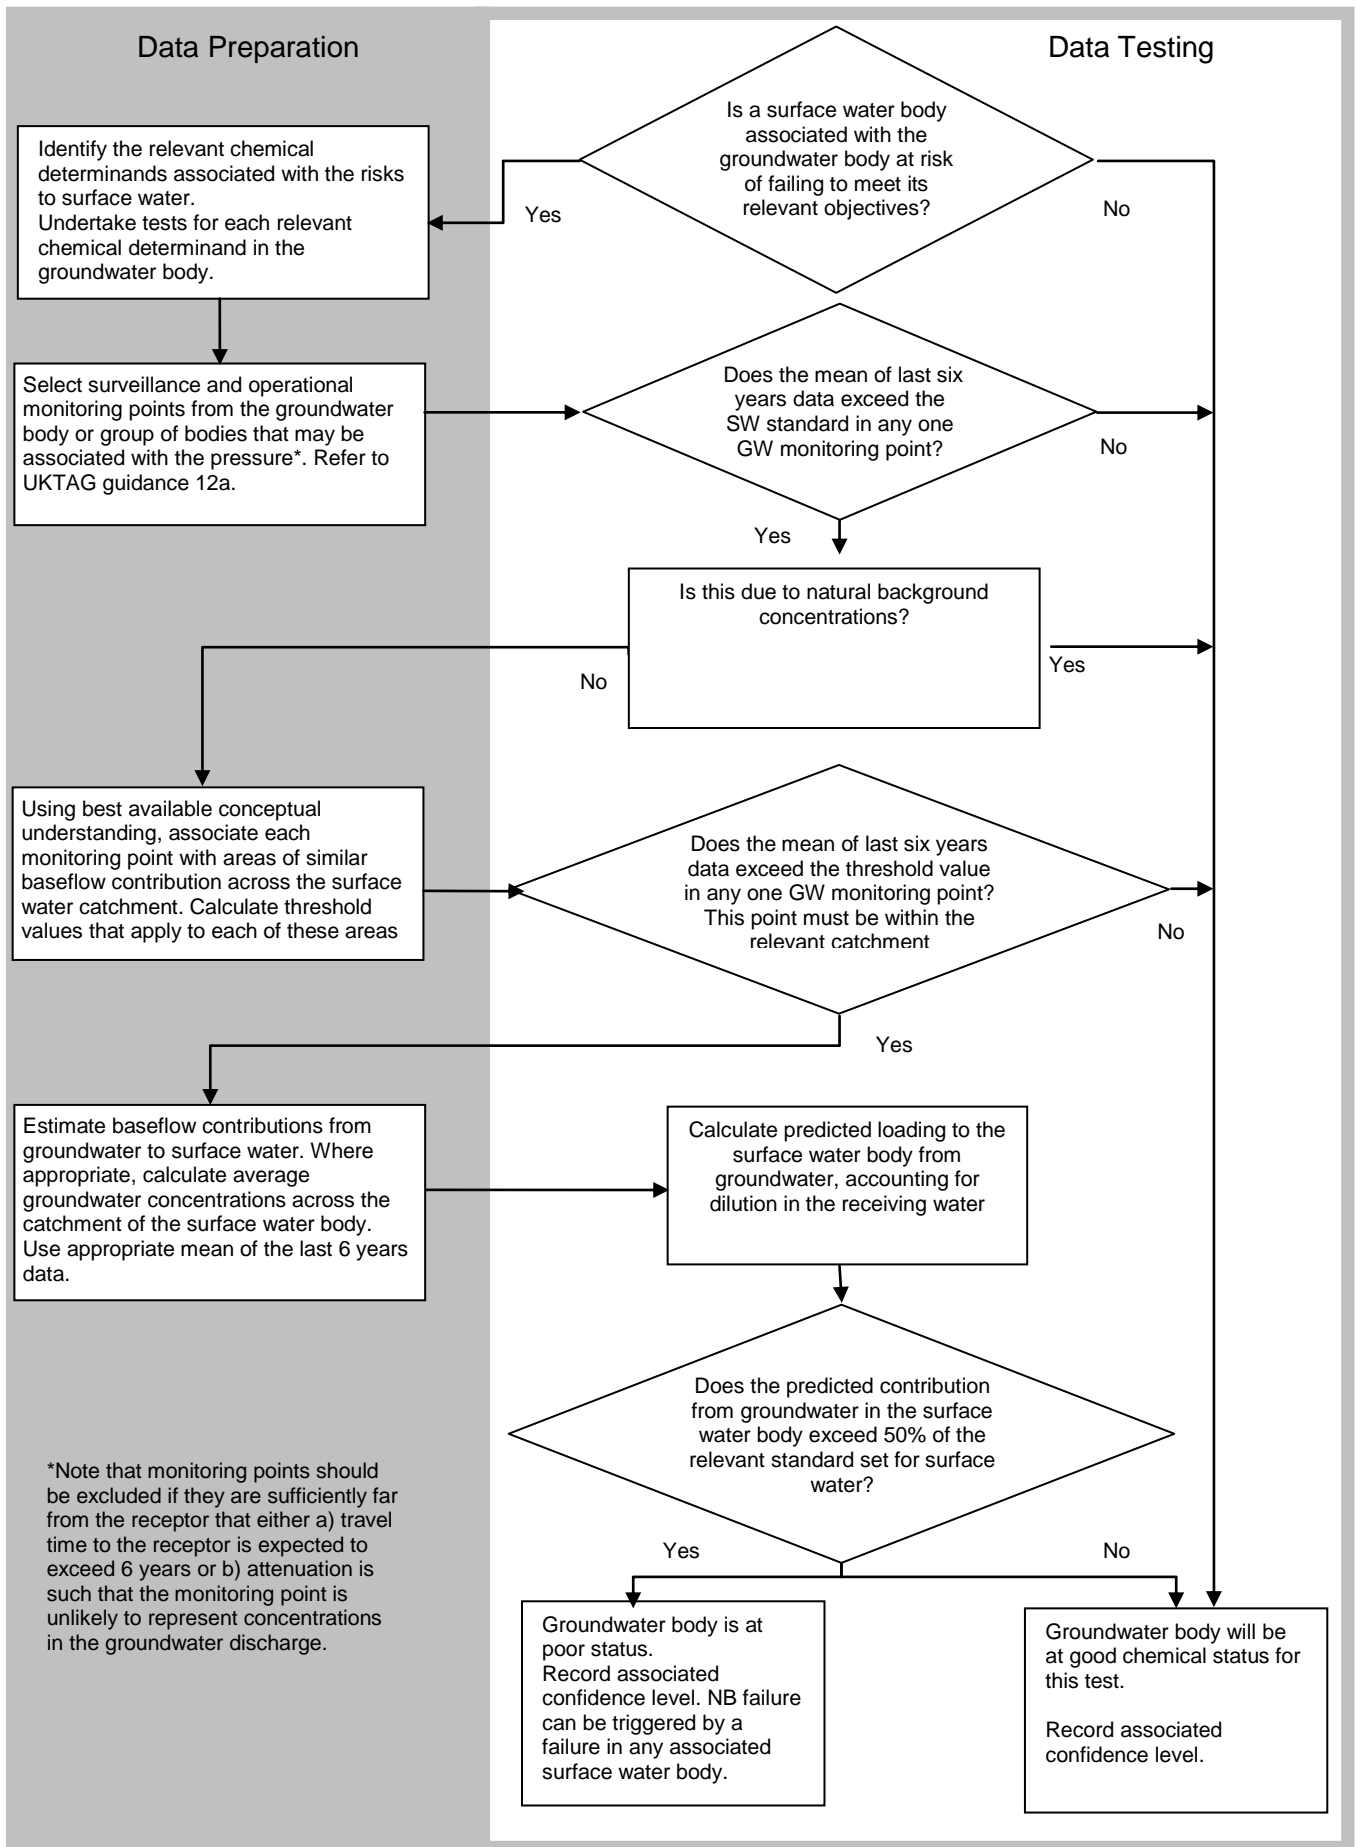 Data Preparation
Data Testing
Is a surface water body
associated with the
groundwater body at risk
of failing to meet its
relevant objectives?
Yes
No
Identify the relevant chemical
determinands associated with the risks
to surface water.
Undertake tests for each relevant
chemical determinand in the
groundwater body.
Select surveillance and operational
monitoring points from the groundwater
body or group of bodies that may be
associated with the pressure*. Refer to
UKTAG guidance 12a.
Does the mean of last six
years data exceed the
SW standard in any one
GW monitoring point?
No
Yes
Is this due to natural background
concentrations?
No
Yes
Using best available conceptual
understanding, associate each
monitoring point with areas of similar
baseflow contribution across the surface
water catchment. Calculate threshold
values that apply to each of these areas
Does the mean of last six years
data exceed the threshold value
in any one GW monitoring point?
This point must be within the
relevant catchment
No
Yes
Estimate baseflow contributions from
groundwater to surface water. Where
appropriate, calculate average
groundwater concentrations across the
catchment of the surface water body.
Use appropriate mean of the last 6 years
data.
Calculate predicted loading to the
surface water body from
groundwater, accounting for
dilution in the receiving water
Does the predicted contribution
from groundwater in the surface
water body exceed 50% of the
relevant standard set for surface
water?
Yes
No
*Note that monitoring points should
be excluded if they are sufficiently far
from the receptor that either a) travel
time to the receptor is expected to
exceed 6 years or b) attenuation is
such that the monitoring point is
unlikely to represent concentrations
in the groundwater discharge.
Groundwater body is at
poor status.
Record associated
confidence level. NB failure
can be triggered by a
failure in any associated
surface water body.
Groundwater body will be
at good chemical status for
this test.
Record associated
confidence level.